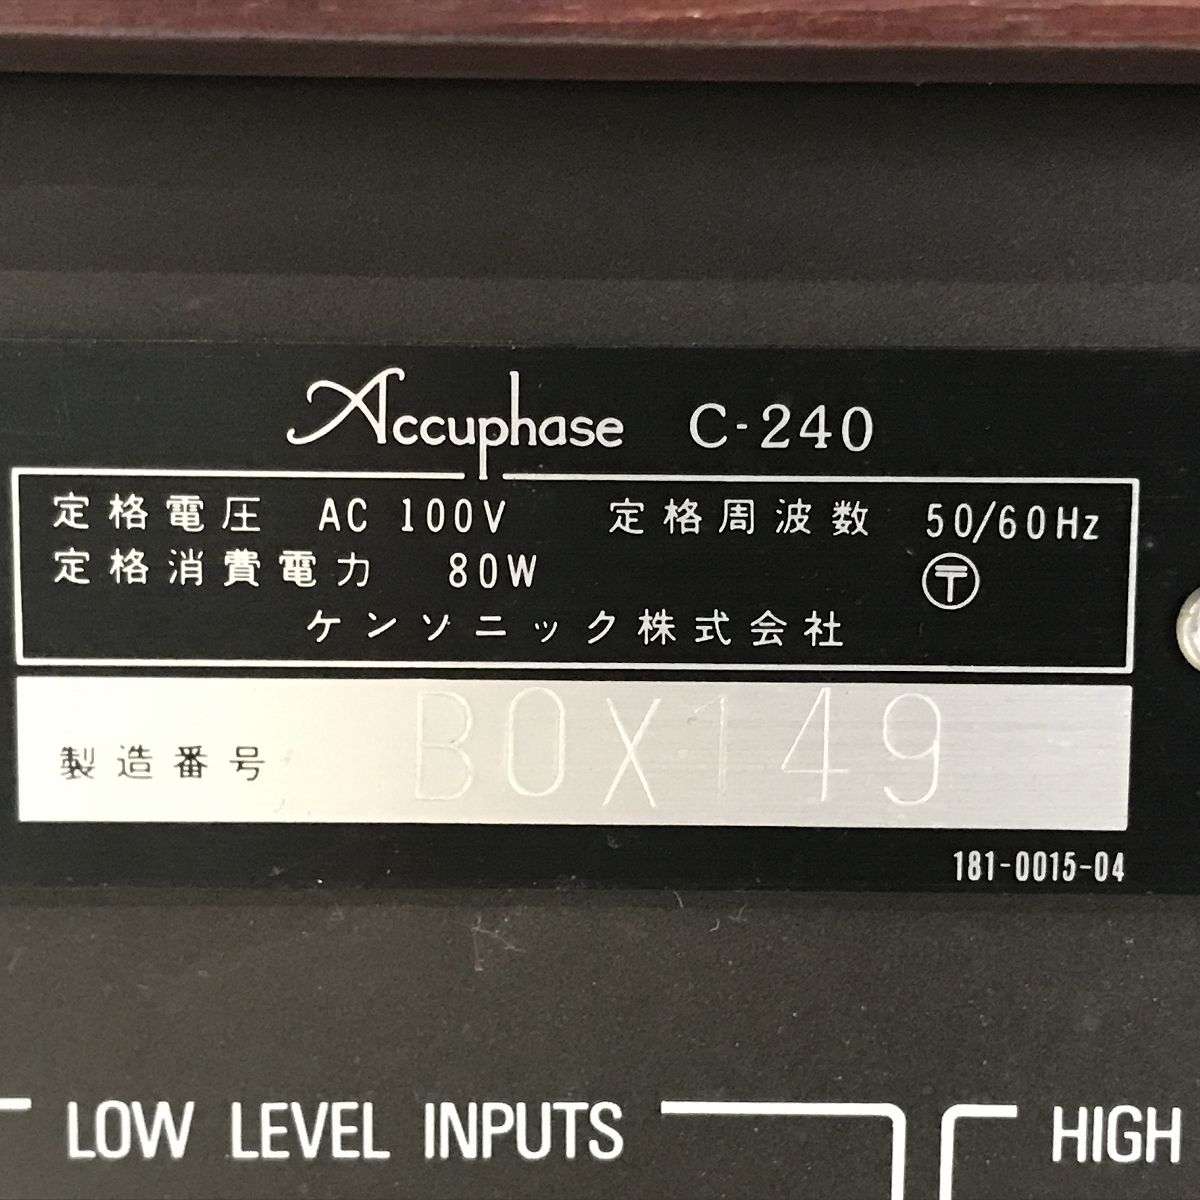 Accuphase C-240
定格電圧 AC 100V 定格周波数 50/60Hz
定格消費電力 80W 〶
ケンソニック株式会社
製造番号 B0X149
181-0015-04
LOW LEVEL INPUTS
HIGH